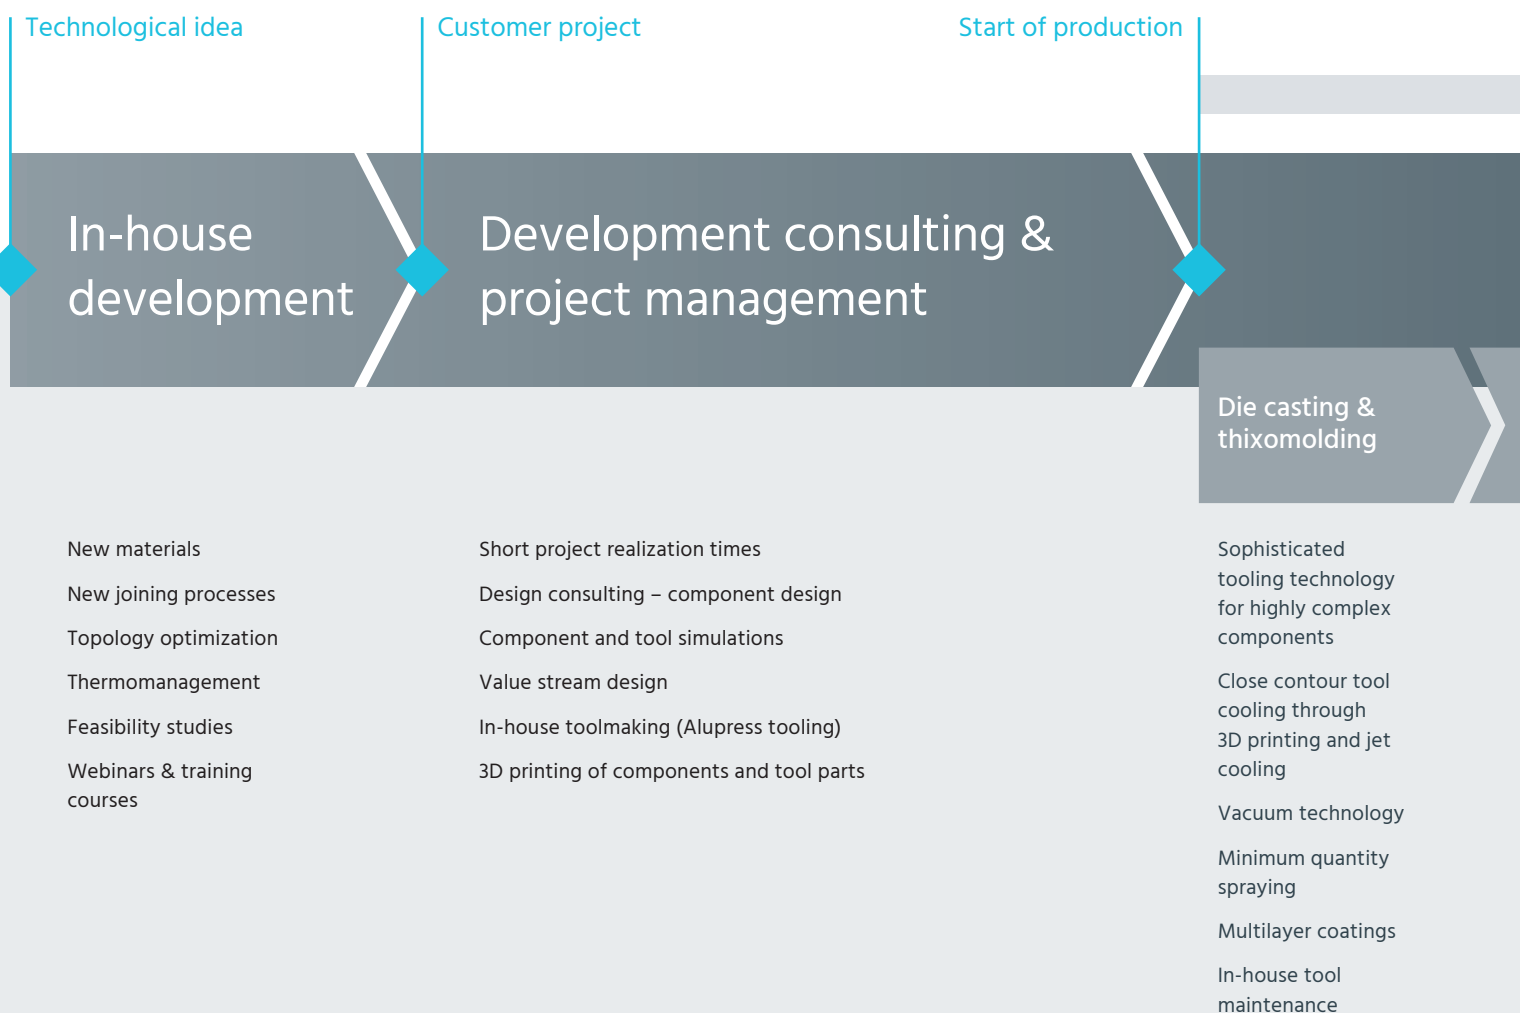 Technological idea
Customer project
Start of production
In-house
development
Development consulting &
project management
Die casting &
thixomolding
New materials
New joining processes
Topology optimization
Thermomanagement
Feasibility studies
Webinars & training
courses
Short project realization times
Design consulting – component design
Component and tool simulations
Value stream design
In-house toolmaking (Alupress tooling)
3D printing of components and tool parts
Sophisticated
tooling technology
for highly complex
components
Close contour tool
cooling through
3D printing and jet
cooling
Vacuum technology
Minimum quantity
spraying
Multilayer coatings
In-house tool
maintenance